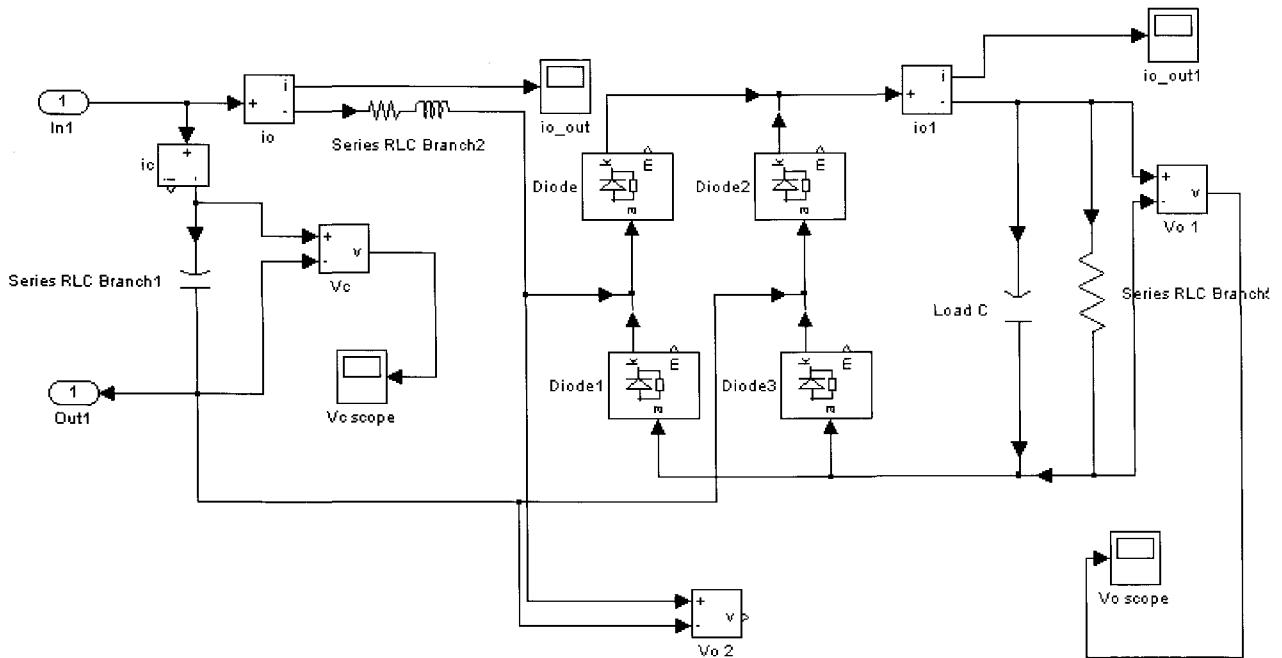 io_out1
i
+
-
io1
1
In1
i
+
-
io
io_out
Series RLC Branch2
+
i
-
ic
k
m
Diode
a
k
m
Diode2
a
+
-
v
Vo 1
+
-
v
Vc
Series RLC Branch1
Load C
Series RLC Branch5
k
m
Diode1
a
k
m
Diode3
a
1
Out1
Vc scope
Vo scope
+
-
v
Vo 2